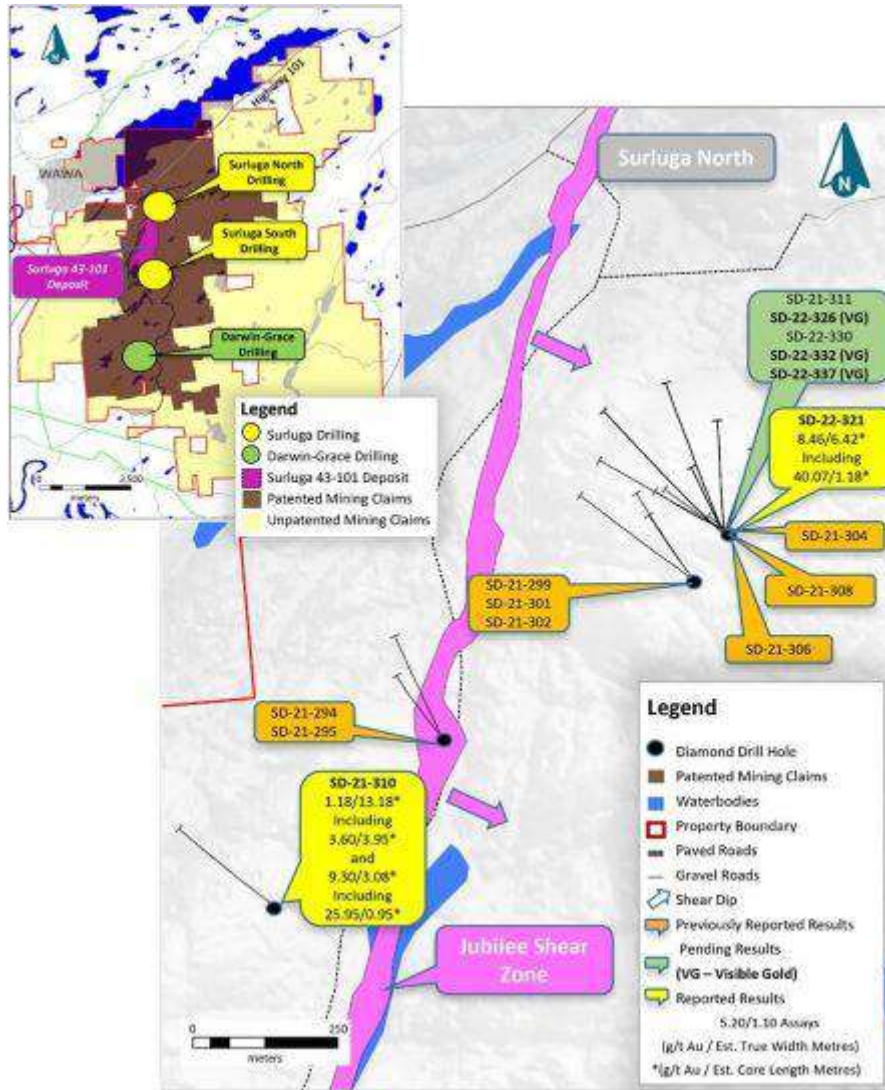 N
Highway 101
WAWA
Surluga North
Drilling
Surluga South
Drilling
Surluga 43-101
Deposit
Darwin-Grace
Drilling
0 2,500
meters
Legend
Surluga Drilling
Darwin-Grace Drilling
Surluga 43-101 Deposit
Patented Mining Claims
Unpatented Mining Claims
Surluga North
N
SD-21-311
SD-22-326 (VG)
SD-22-330
SD-22-332 (VG)
SD-22-337 (VG)
SD-22-321
8.46/6.42*
Including
40.07/1.18*
SD-21-304
SD-21-308
SD-21-306
SD-21-299
SD-21-301
SD-21-302
SD-21-294
SD-21-295
SD-21-310
1.18/13.18*
Including
3.60/3.95*
and
9.30/3.08*
Including
25.95/0.95*
Jubilee Shear
Zone
0 250
meters
Legend
Diamond Drill Hole
Patented Mining Claims
Waterbodies
Property Boundary
Paved Roads
Gravel Roads
Shear Dip
Previously Reported Results
Pending Results
(VG – Visible Gold)
Reported Results
5.20/1.10 Assays
(g/t Au / Est. True Width Metres)
*(g/t Au / Est. Core Length Metres)